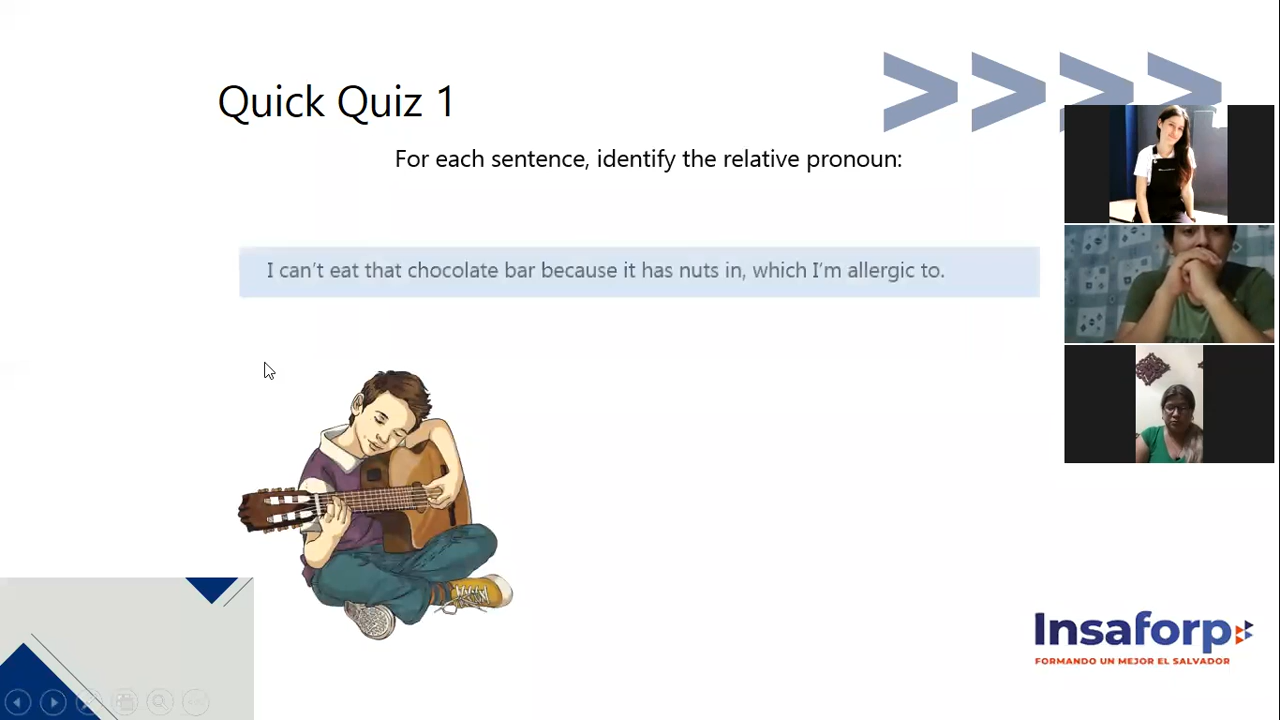 Quick Quiz 1
For each sentence, identify the relative pronoun:
I can't eat that chocolate bar because it has nuts in, which I'm allergic to.
Insaforp
FORMANDO UN MEJOR EL SALVADOR